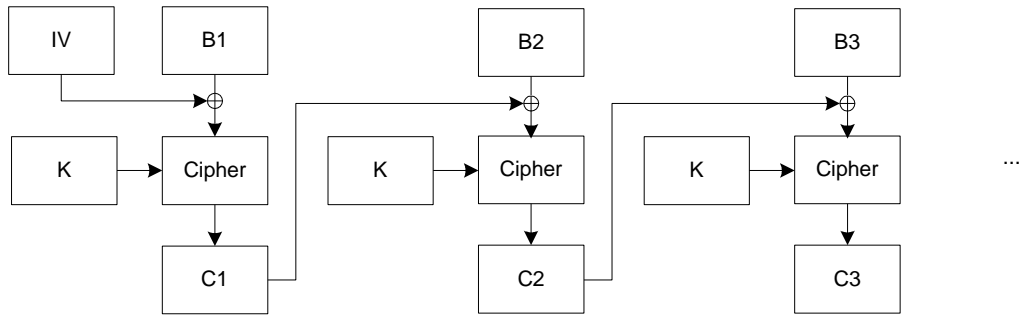 IV B1 B2 B3
K Cipher K Cipher K Cipher ...
C1 C2 C3